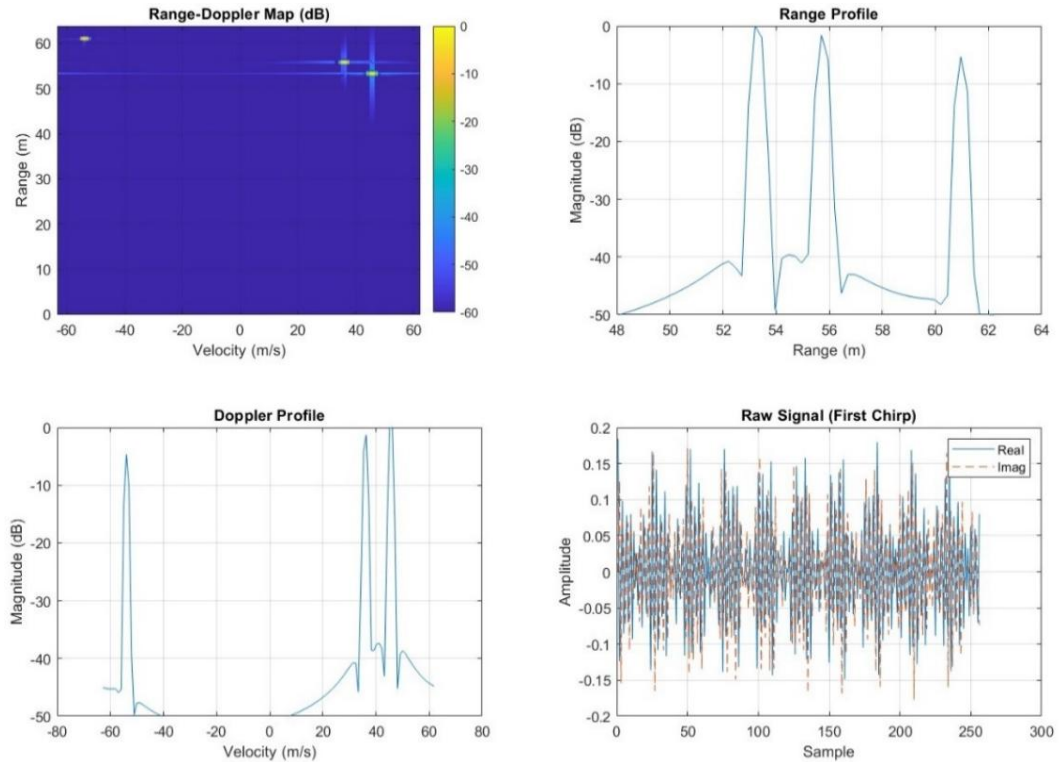 Range-Doppler Map (dB)
60
50
40
30
20
10
0
Range (m)
-60 -40 -20 0 20 40 60
Velocity (m/s)
0
-10
-20
-30
-40
-50
-60
Range Profile
0
-10
-20
-30
-40
-50
Magnitude (dB)
48 50 52 54 56 58 60 62 64
Range (m)
Doppler Profile
0
-10
-20
-30
-40
-50
Magnitude (dB)
-80 -60 -40 -20 0 20 40 60 80
Velocity (m/s)
Raw Signal (First Chirp)
0.2
0.15
0.1
0.05
0
-0.05
-0.1
-0.15
-0.2
Amplitude
Real
Imag
0 50 100 150 200 250 300
Sample